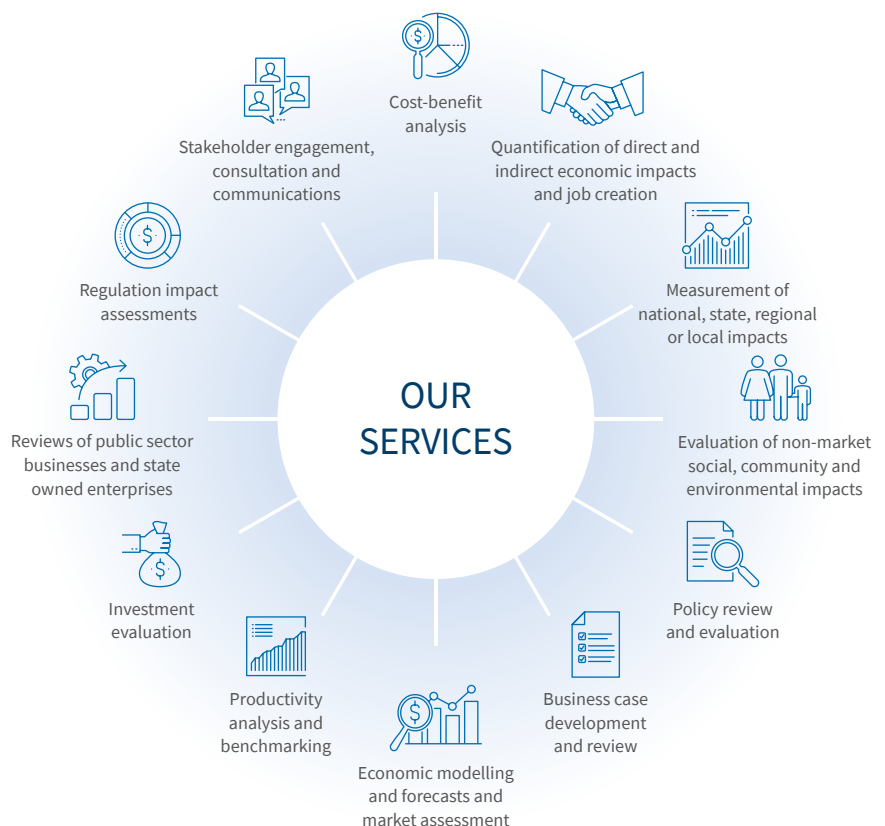 Cost-benefit
analysis
Quantification of direct and
indirect economic impacts
and job creation
Measurement of
national, state, regional
or local impacts
Evaluation of non-market
social, community and
environmental impacts
Policy review
and evaluation
Business case
development
and review
Economic modelling
and forecasts and
market assessment
Productivity
analysis and
benchmarking
Investment
evaluation
Reviews of public sector
businesses and state
owned enterprises
Regulation impact
assessments
Stakeholder engagement,
consultation and
communications
OUR
SERVICES